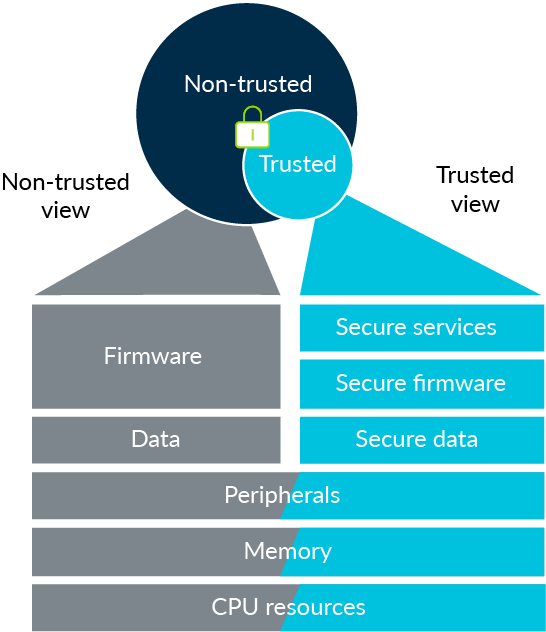 Non-trusted
Trusted
Non-trusted
view
Trusted
view
Firmware
Secure services
Secure firmware
Data
Secure data
Peripherals
Memory
CPU resources